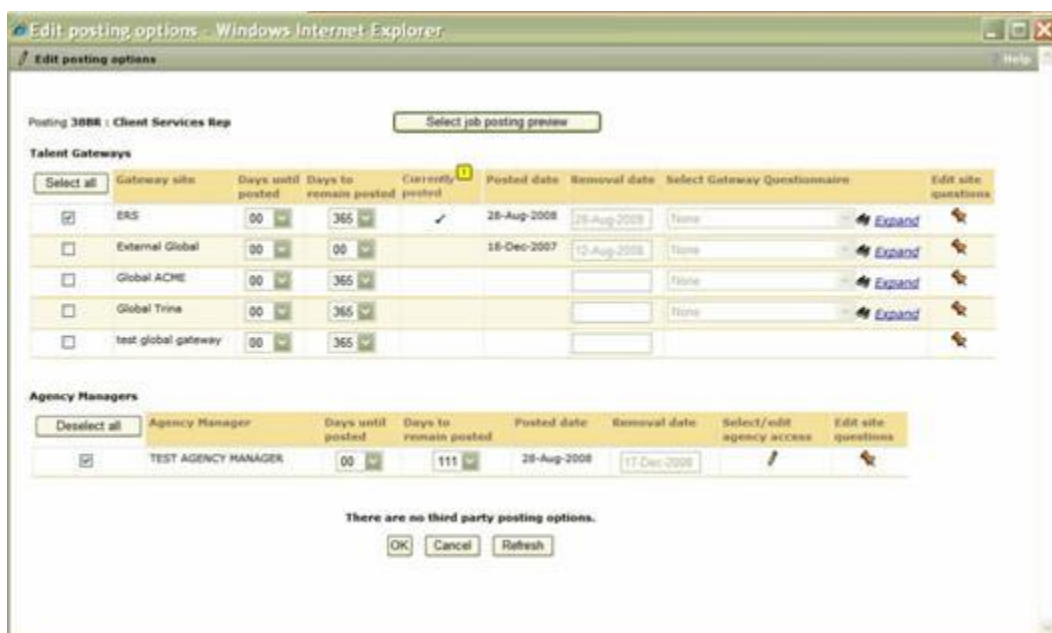 Edit posting options - Windows Internet Explorer
Edit posting options
Help
Posting 38BR : Client Services Rep
Select job posting preview
Talent Gateways
Select all Gateway site Days until posted Days to remain posted Currently posted Posted date Removal date Select Gateway Questionnaire Edit site questions
ERS 00 365 28-Aug-2008 28-Aug-2009 None Expand
External Global 00 00 18-Dec-2007 12-Aug-2008 None Expand
Global ACME 00 365 None Expand
Global Trina 00 365 None Expand
test global gateway 00 365
Agency Managers
Deselect all Agency Manager Days until posted Days to remain posted Posted date Removal date Select/edit agency access Edit site questions
TEST AGENCY MANAGER 00 111 28-Aug-2008 17-Dec-2008
There are no third party posting options.
OK Cancel Refresh